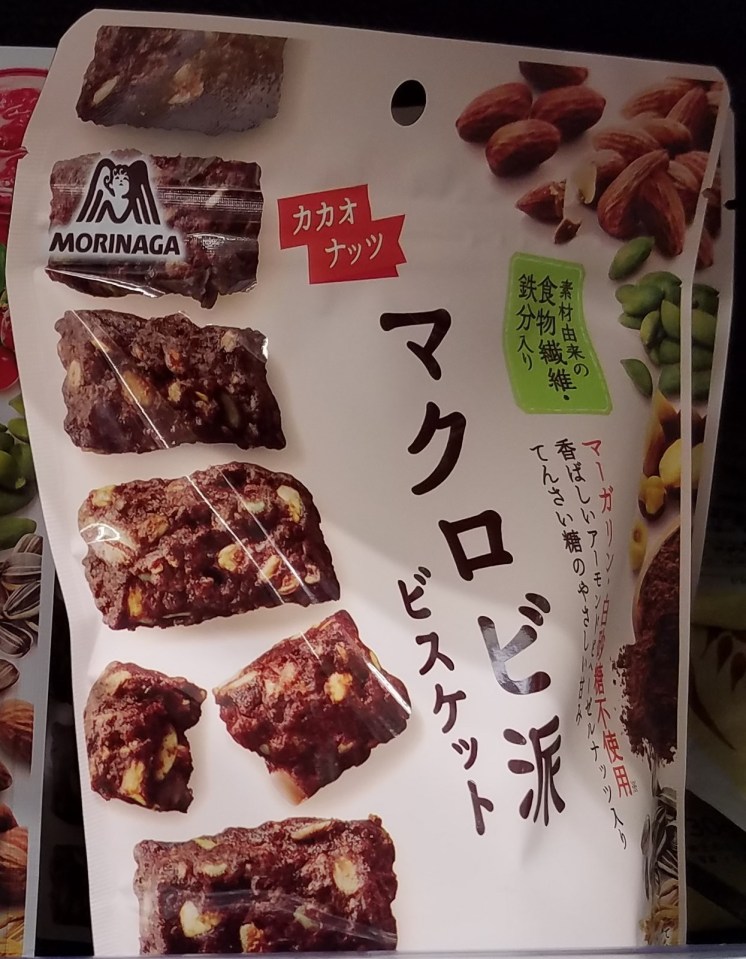 MORINAGA
カカオ
ナッツ
マクロビ派
ビスケット
素材由来の
食物繊維・
鉄分入り
マーガリン・白砂糖不使用
香ばしいアーモンドとヘーゼルナッツ入り
てんさい糖のやさしい甘み